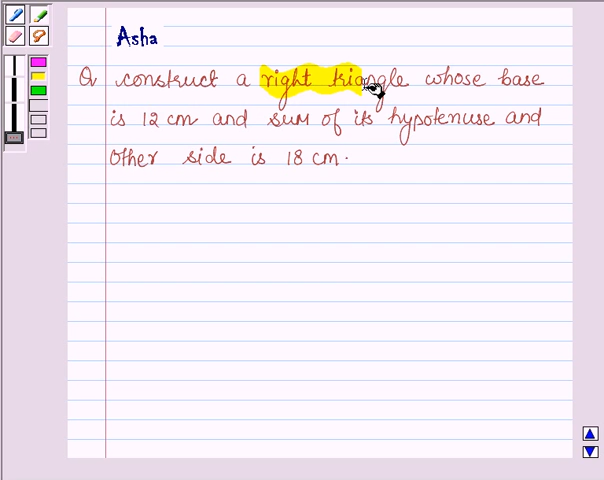 Asha
Q construct a right triangle whose base
is 12 cm and sum of its hypotenuse and
other side is 18 cm.